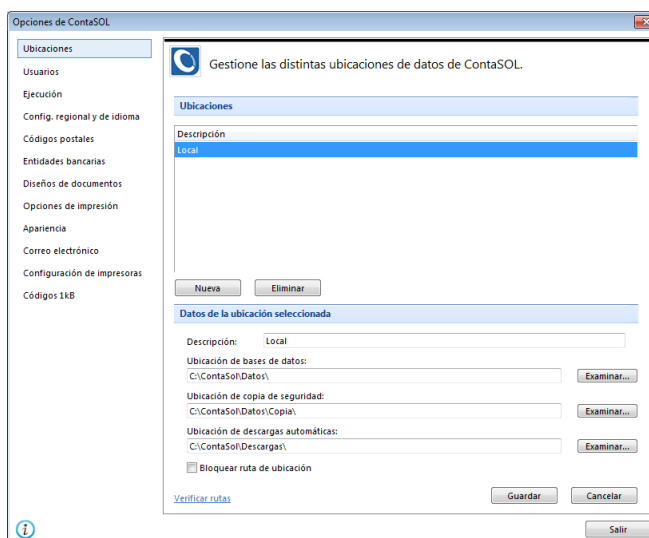 Opciones de ContaSOL
Ubicaciones
Usuarios
Ejecución
Config. regional y de idioma
Códigos postales
Entidades bancarias
Diseños de documentos
Opciones de impresión
Apariencia
Correo electrónico
Configuración de impresoras
Códigos 1kB
Gestione las distintas ubicaciones de datos de ContaSOL.
Ubicaciones
Descripción
Local
Nueva Eliminar
Datos de la ubicación seleccionada
Descripción: Local
Ubicación de bases de datos:
C:\ContaSol\Datos\ Examinar...
Ubicación de copia de seguridad:
C:\ContaSol\Datos\Copia\ Examinar...
Ubicación de descargas automáticas:
C:\ContaSol\Descargas\ Examinar...
Bloquear ruta de ubicación
Verificar rutas Guardar Cancelar
Salir